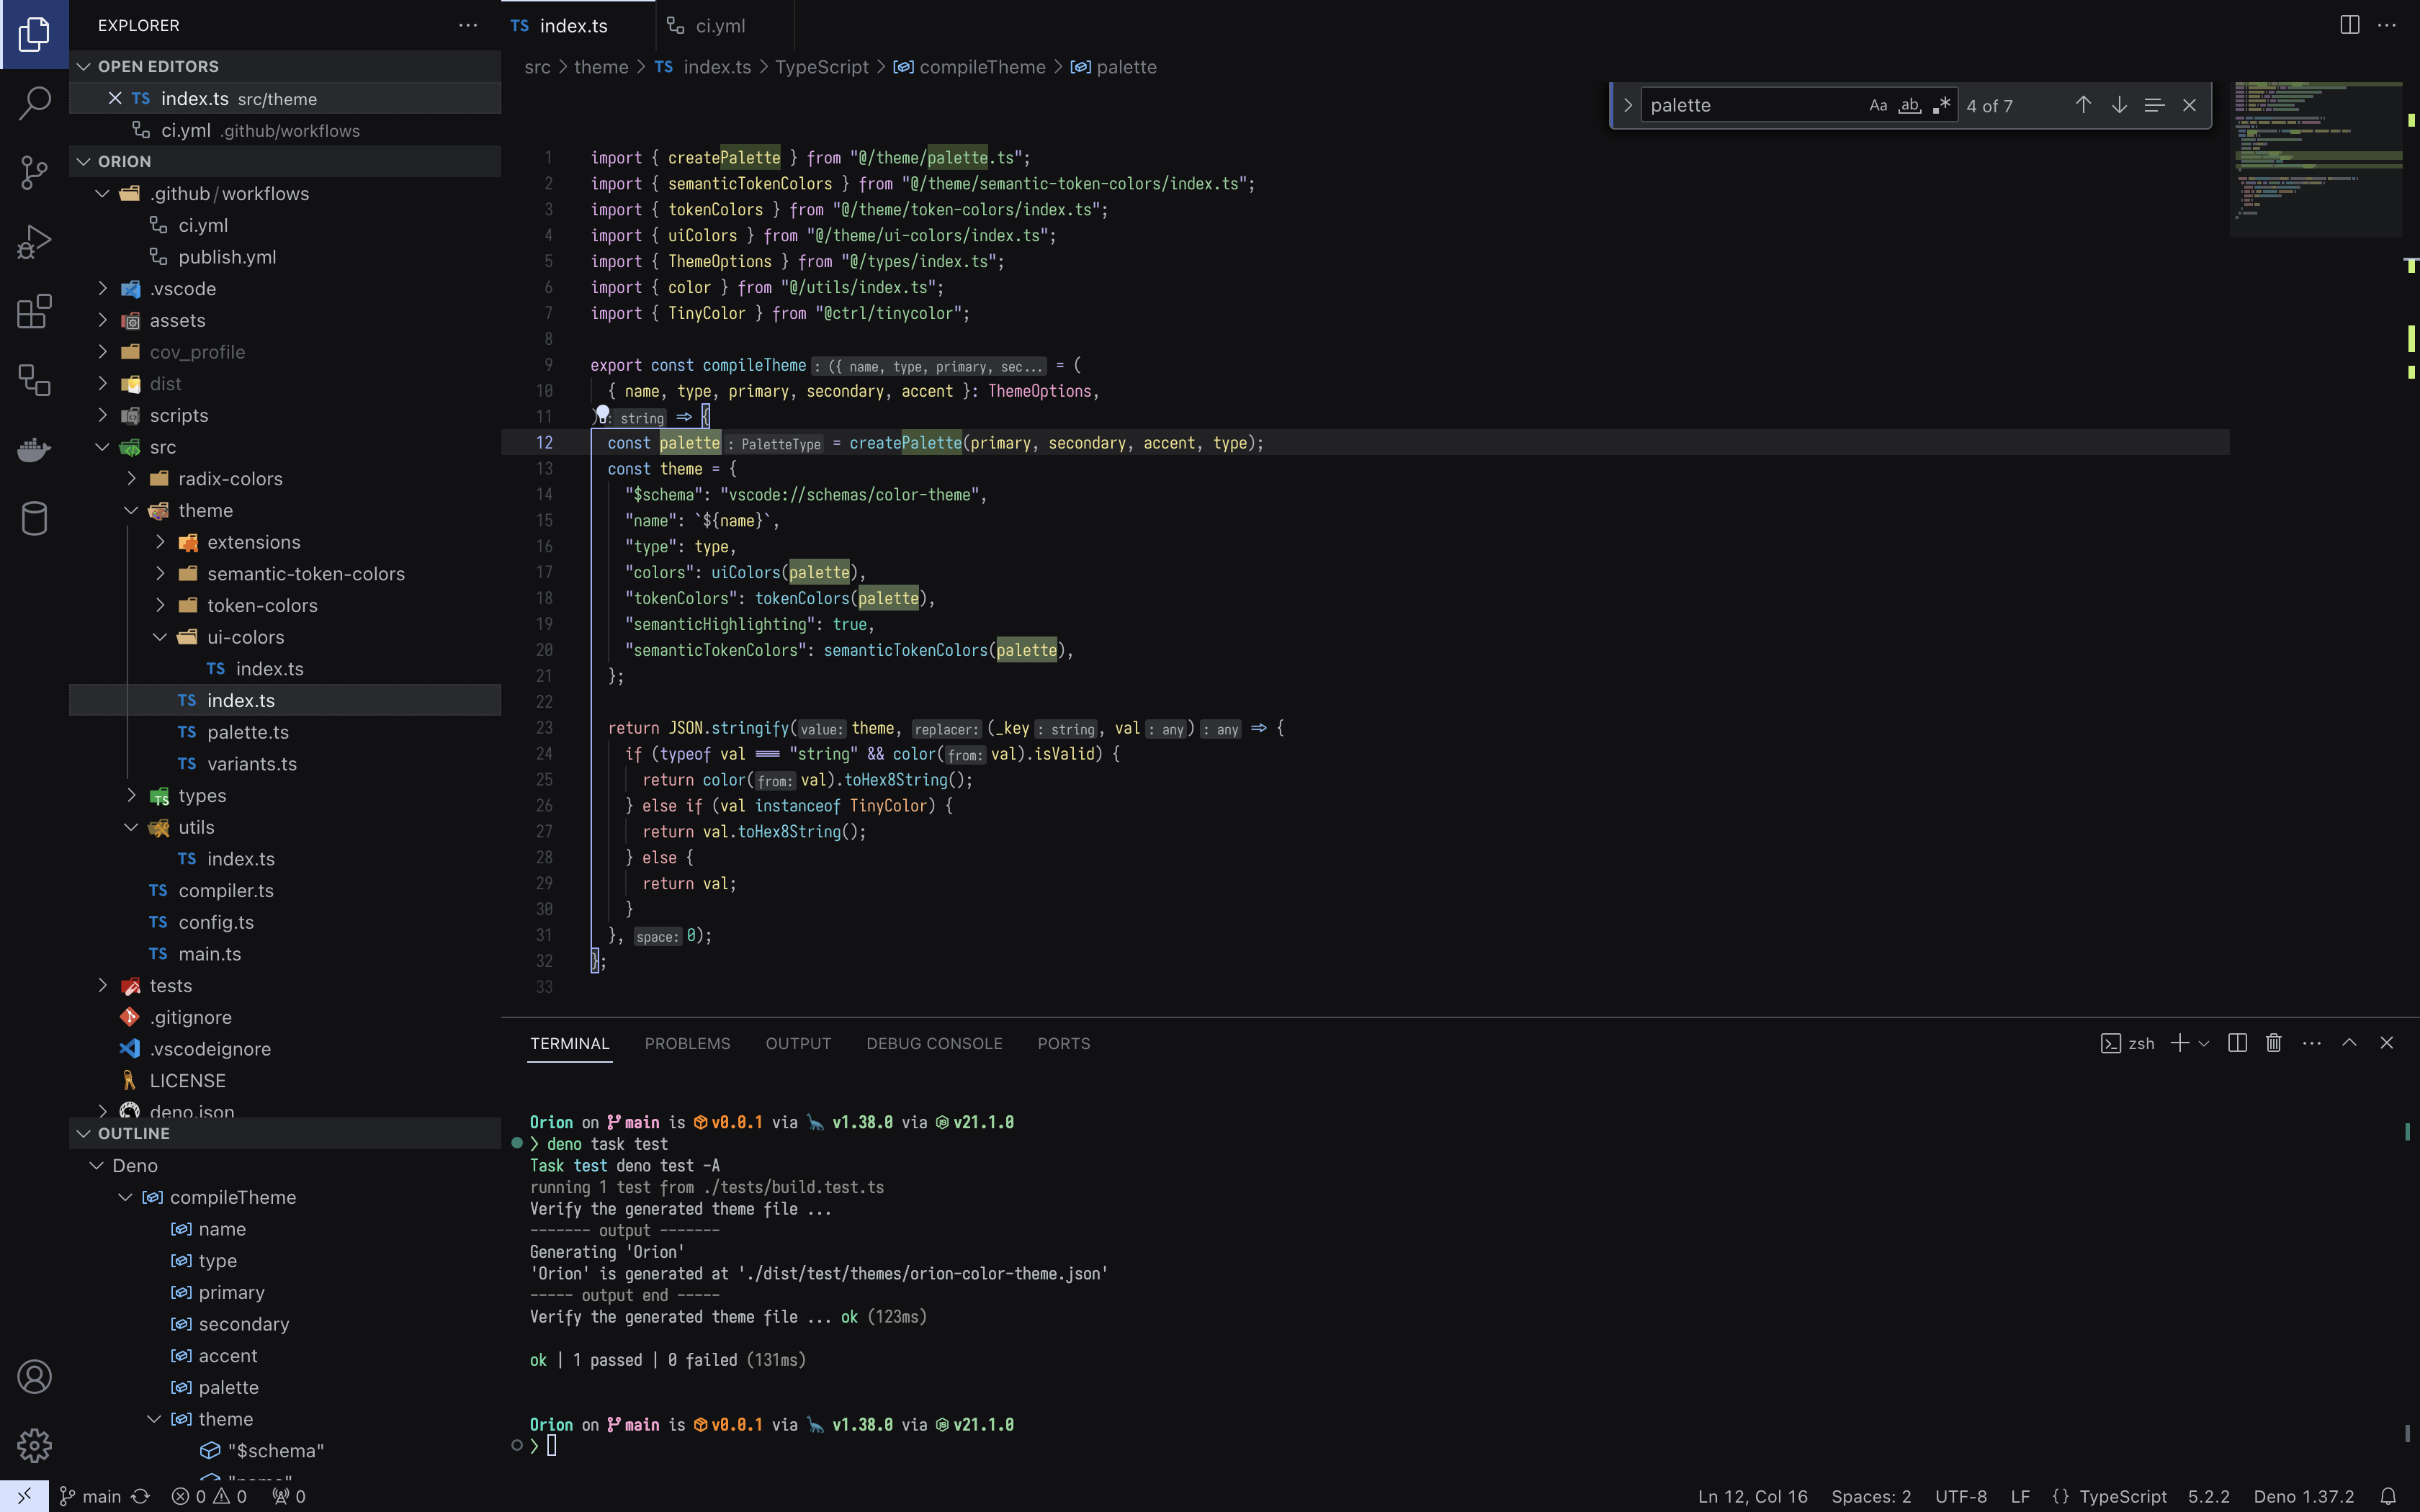 EXPLORER
OPEN EDITORS
TS index.ts src/theme
ci.yml .github/workflows
ORION
.github/workflows
ci.yml
publish.yml
.vscode
assets
cov_profile
dist
scripts
src
radix-colors
theme
extensions
semantic-token-colors
token-colors
ui-colors
TS index.ts
TS index.ts
TS palette.ts
TS variants.ts
types
utils
TS index.ts
TS compiler.ts
TS config.ts
TS main.ts
tests
.gitignore
.vscodeignore
LICENSE
deno.json
OUTLINE
Deno
compileTheme
name
type
primary
secondary
accent
palette
theme
"$schema"
"name"
TS index.ts ci.yml
src > theme > TS index.ts > TypeScript > compileTheme > palette
palette Aa ab .* 4 of 7
1 import { createPalette } from "@/theme/palette.ts";
2 import { semanticTokenColors } from "@/theme/semantic-token-colors/index.ts";
3 import { tokenColors } from "@/theme/token-colors/index.ts";
4 import { uiColors } from "@/theme/ui-colors/index.ts";
5 import { ThemeOptions } from "@/types/index.ts";
6 import { color } from "@/utils/index.ts";
7 import { TinyColor } from "@ctrl/tinycolor";
8
9 export const compileTheme : ({ name, type, primary, sec... = (
10 { name, type, primary, secondary, accent }: ThemeOptions,
11 ) : string => {
12 const palette : PaletteType = createPalette(primary, secondary, accent, type);
13 const theme = {
14 "$schema": "vscode://schemas/color-theme",
15 "name": `${name}`,
16 "type": type,
17 "colors": uiColors(palette),
18 "tokenColors": tokenColors(palette),
19 "semanticHighlighting": true,
20 "semanticTokenColors": semanticTokenColors(palette),
21 };
22
23 return JSON.stringify(value: theme, replacer: (_key : string, val : any) : any => {
24 if (typeof val === "string" && color(from: val).isValid) {
25 return color(from: val).toHex8String();
26 } else if (val instanceof TinyColor) {
27 return val.toHex8String();
28 } else {
29 return val;
30 }
31 }, space: 0);
32 };
33
TERMINAL PROBLEMS OUTPUT DEBUG CONSOLE PORTS zsh
Orion on main is v0.0.1 via v1.38.0 via v21.1.0
❯ deno task test
Task test deno test -A
running 1 test from ./tests/build.test.ts
Verify the generated theme file ...
------- output -------
Generating 'Orion'
'Orion' is generated at './dist/test/themes/orion-color-theme.json'
----- output end -----
Verify the generated theme file ... ok (123ms)
ok | 1 passed | 0 failed (131ms)
Orion on main is v0.0.1 via v1.38.0 via v21.1.0
❯
main 0 0 0 Ln 12, Col 16 Spaces: 2 UTF-8 LF {} TypeScript 5.2.2 Deno 1.37.2